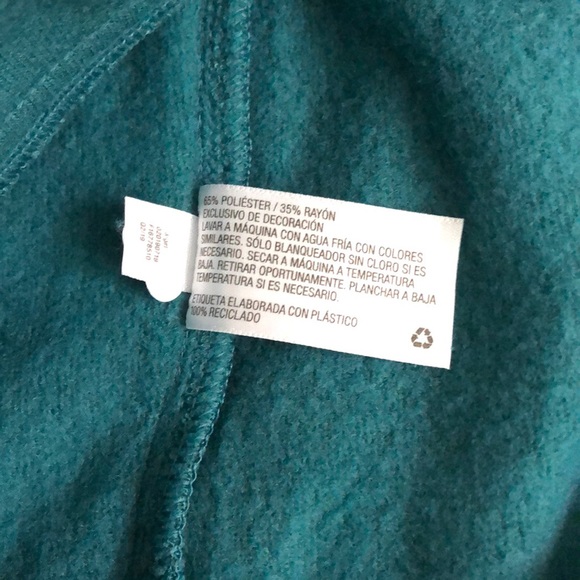 65% POLIÉSTER / 35% RAYÓN
EXCLUSIVO DE DECORACIÓN
LAVAR A MÁQUINA CON AGUA FRÍA CON COLORES
SIMILARES. SÓLO BLANQUEADOR SIN CLORO SI ES
NECESARIO. SECAR A MÁQUINA A TEMPERATURA
BAJA. RETIRAR OPORTUNAMENTE. PLANCHAR A BAJA
TEMPERATURA SI ES NECESARIO.
ETIQUETA ELABORADA CON PLÁSTICO
100% RECICLADO